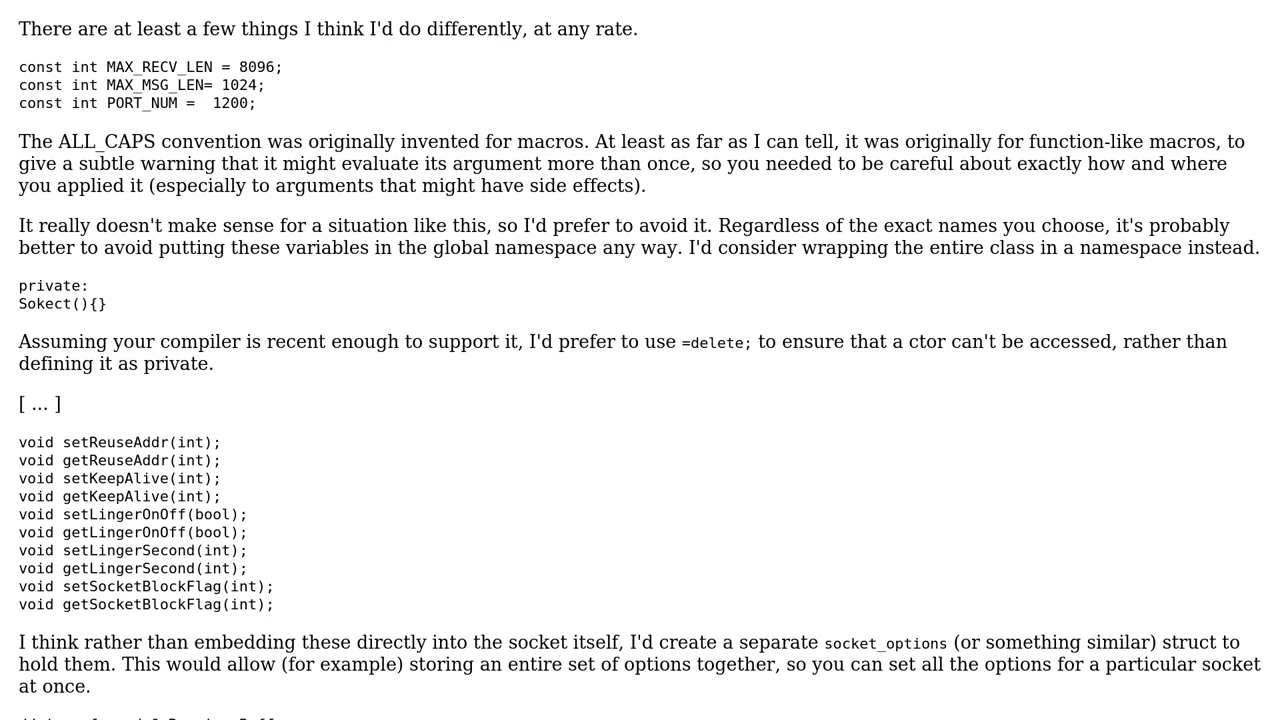 There are at least a few things I think I'd do differently, at any rate.
const int MAX_RECV_LEN = 8096;
const int MAX_MSG_LEN= 1024;
const int PORT_NUM =  1200;
The ALL_CAPS convention was originally invented for macros. At least as far as I can tell, it was originally for function-like macros, to
give a subtle warning that it might evaluate its argument more than once, so you needed to be careful about exactly how and where
you applied it (especially to arguments that might have side effects).
It really doesn't make sense for a situation like this, so I'd prefer to avoid it. Regardless of the exact names you choose, it's probably
better to avoid putting these variables in the global namespace any way. I'd consider wrapping the entire class in a namespace instead.
private:
Sokect(){}
Assuming your compiler is recent enough to support it, I'd prefer to use =delete; to ensure that a ctor can't be accessed, rather than
defining it as private.
[ ... ]
void setReuseAddr(int);
void getReuseAddr(int);
void setKeepAlive(int);
void getKeepAlive(int);
void setLingerOnOff(bool);
void getLingerOnOff(bool);
void setLingerSecond(int);
void getLingerSecond(int);
void setSocketBlockFlag(int);
void getSocketBlockFlag(int);
I think rather than embedding these directly into the socket itself, I'd create a separate socket_options (or something similar) struct to
hold them. This would allow (for example) storing an entire set of options together, so you can set all the options for a particular socket
at once.